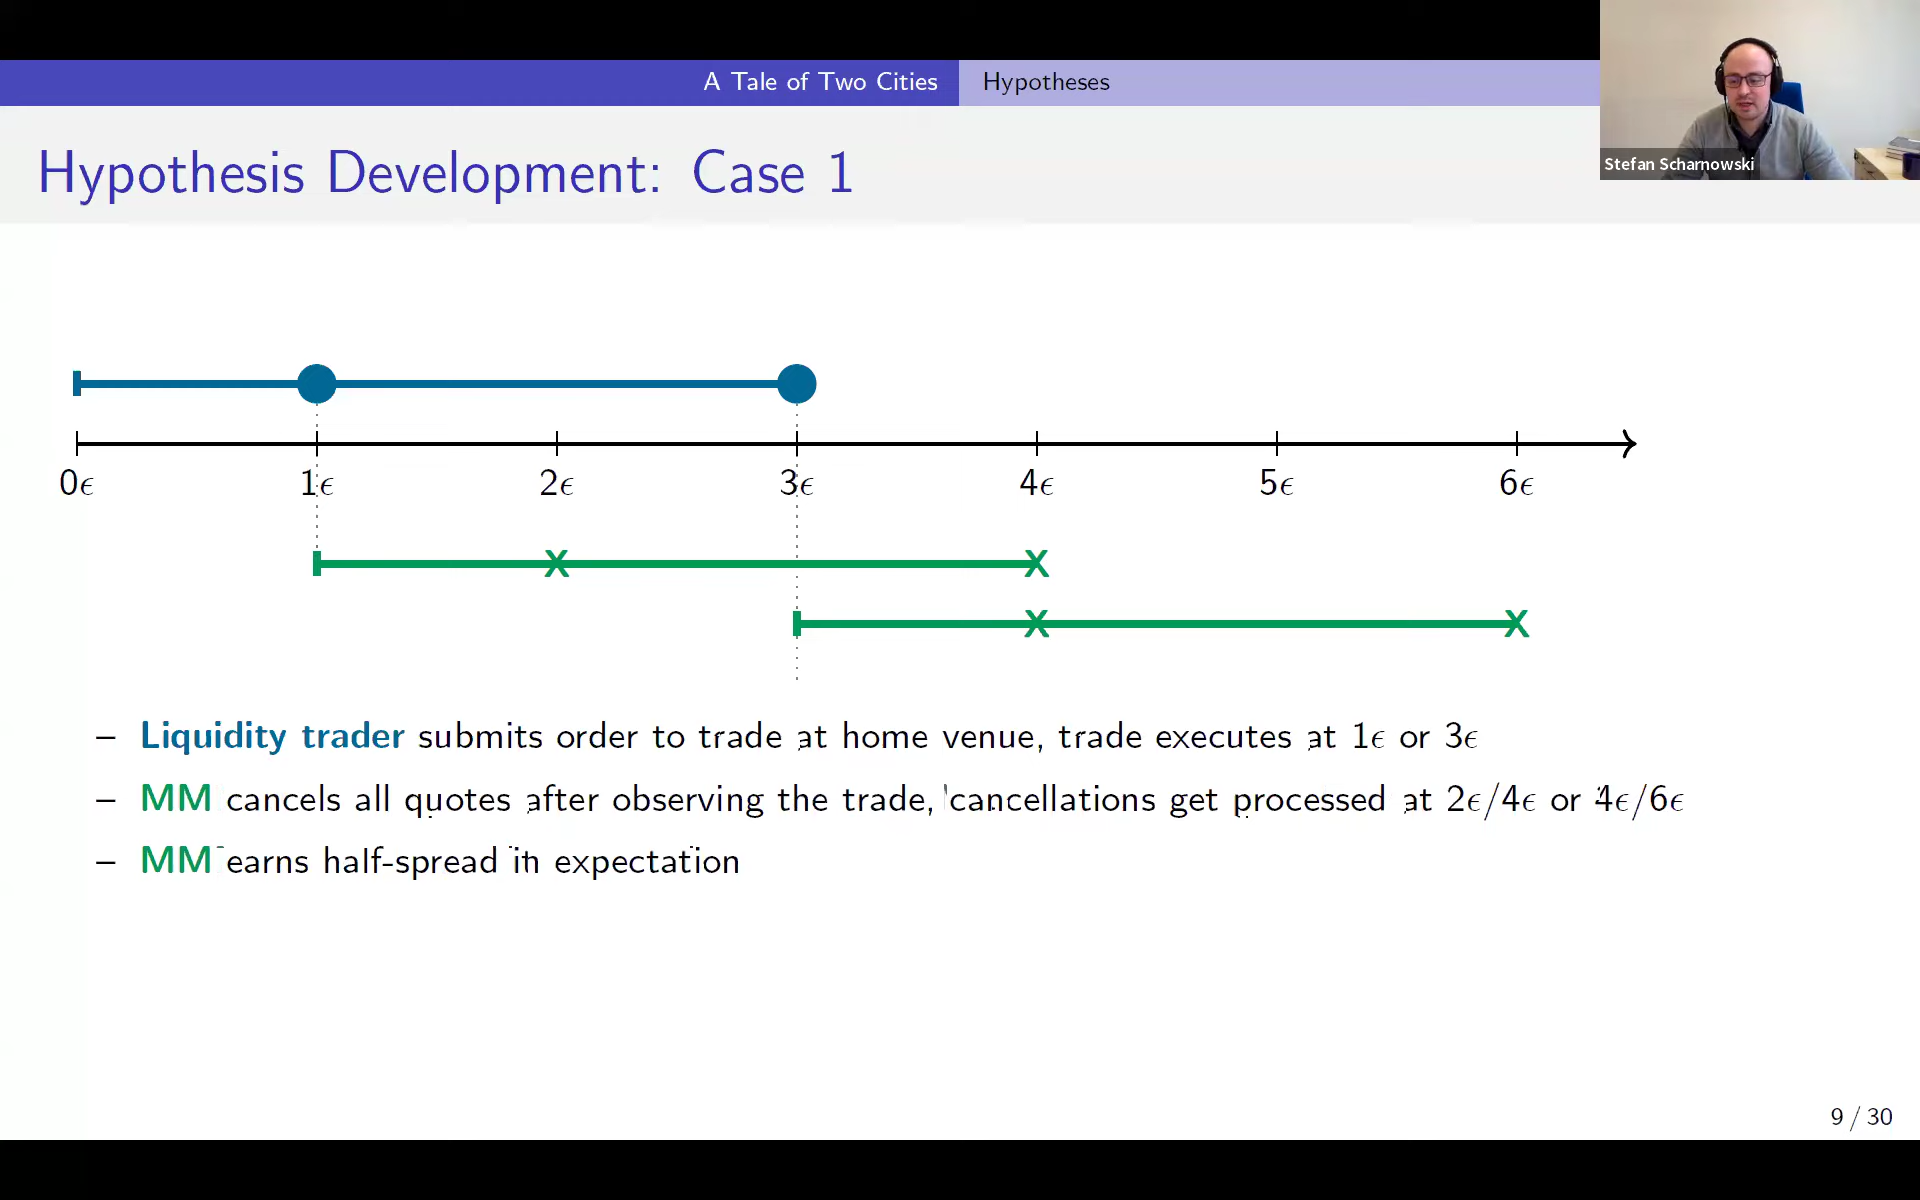 A Tale of Two Cities Hypotheses
Stefan Scharnowski
Hypothesis Development: Case 1
0ϵ 1ϵ 2ϵ 3ϵ 4ϵ 5ϵ 6ϵ
x x
x x
– Liquidity trader submits order to trade at home venue, trade executes at 1ϵ or 3ϵ
– MM cancels all quotes after observing the trade, cancellations get processed at 2ϵ/4ϵ or 4ϵ/6ϵ
– MM earns half-spread in expectation
9 / 30